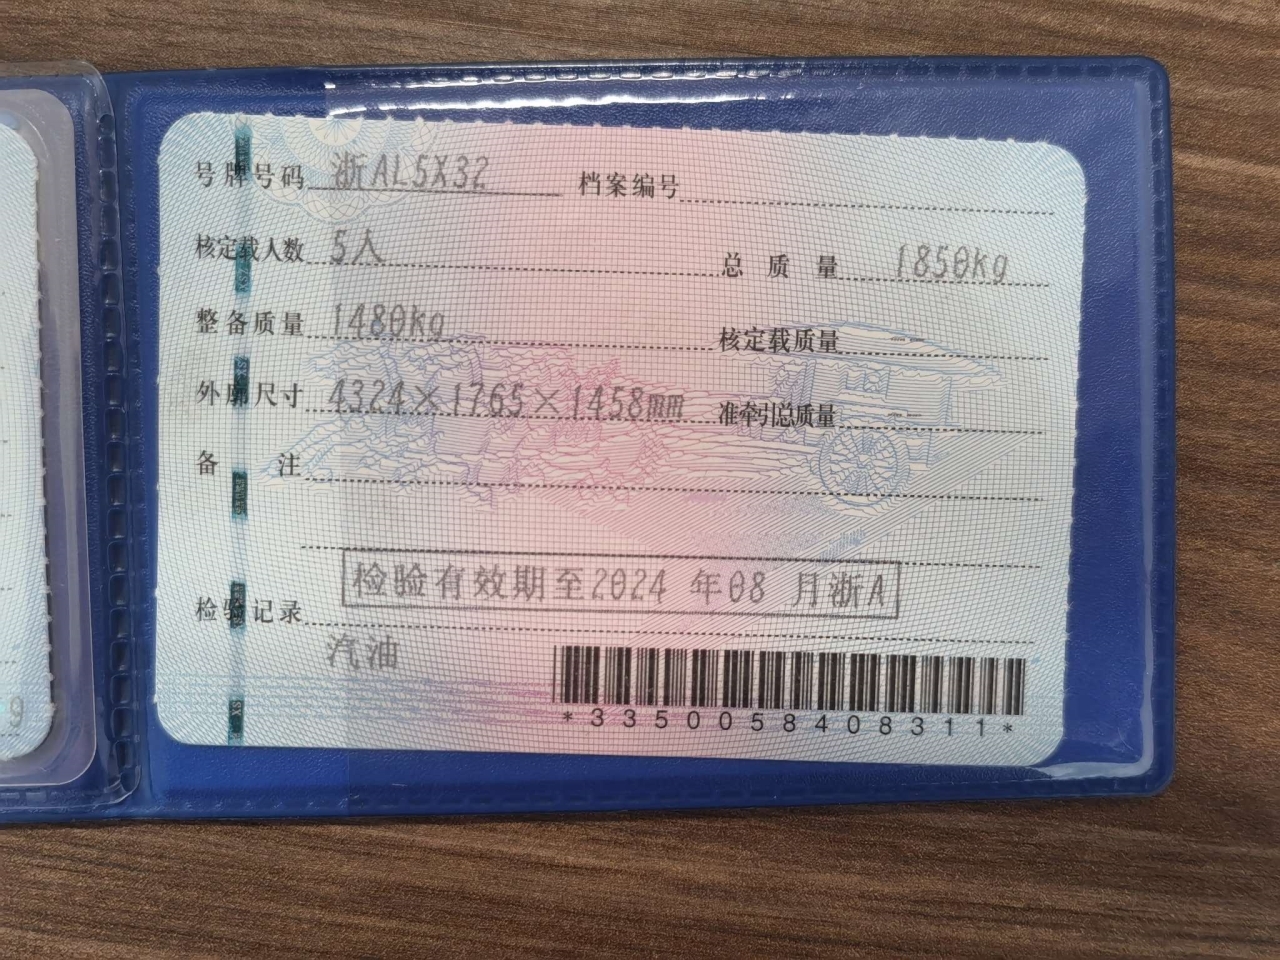 号牌号码 浙AL5X32 档案编号
核定载人数 5人 总质量 1850kg
整备质量 1480kg 核定载质量 --
外廓尺寸 4324×1765×1458mm 准牵引总质量 --
备注
检验有效期至2024 年08 月浙A
检验记录
汽油
*3350058408311*
9